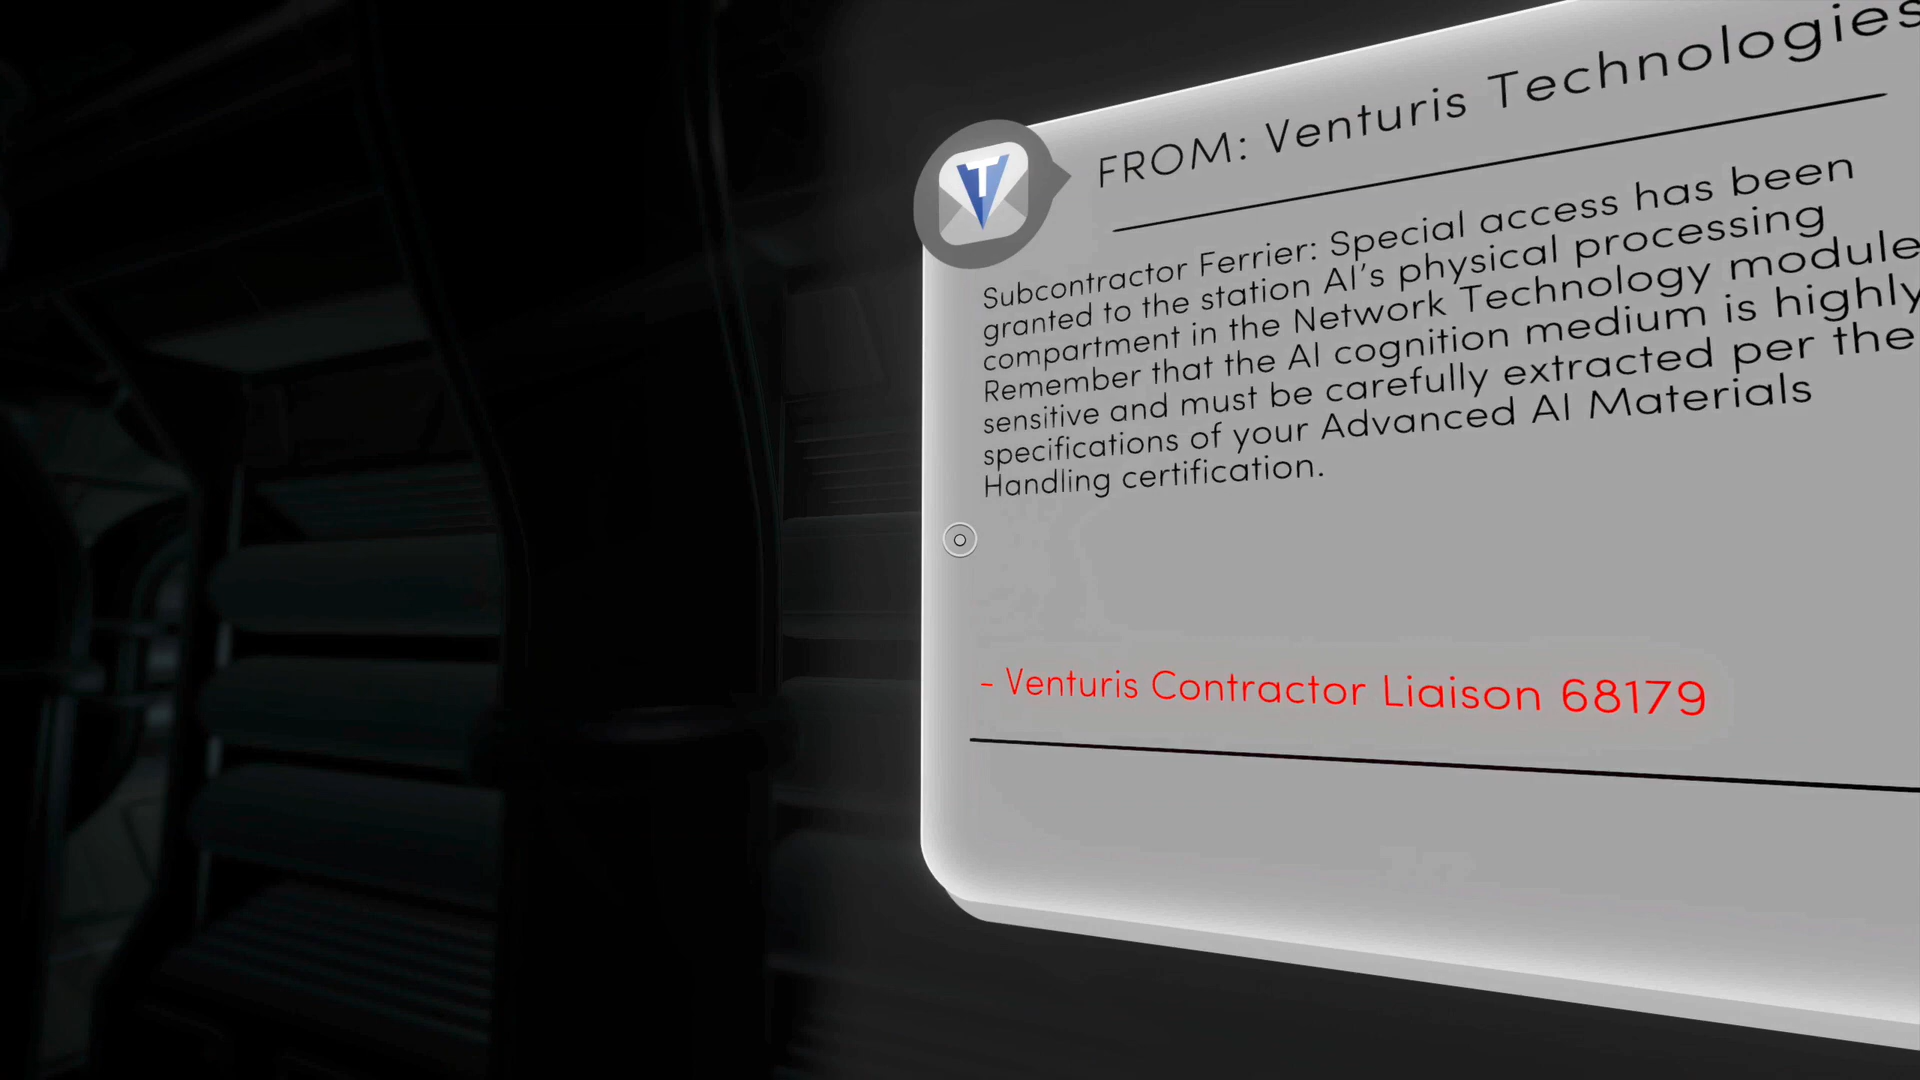 FROM: Venturis Technologies
Subcontractor Ferrier: Special access has been
granted to the station AI's physical processing
compartment in the Network Technology module
Remember that the AI cognition medium is highly
sensitive and must be carefully extracted per the
specifications of your Advanced AI Materials
Handling certification.
- Venturis Contractor Liaison 68179